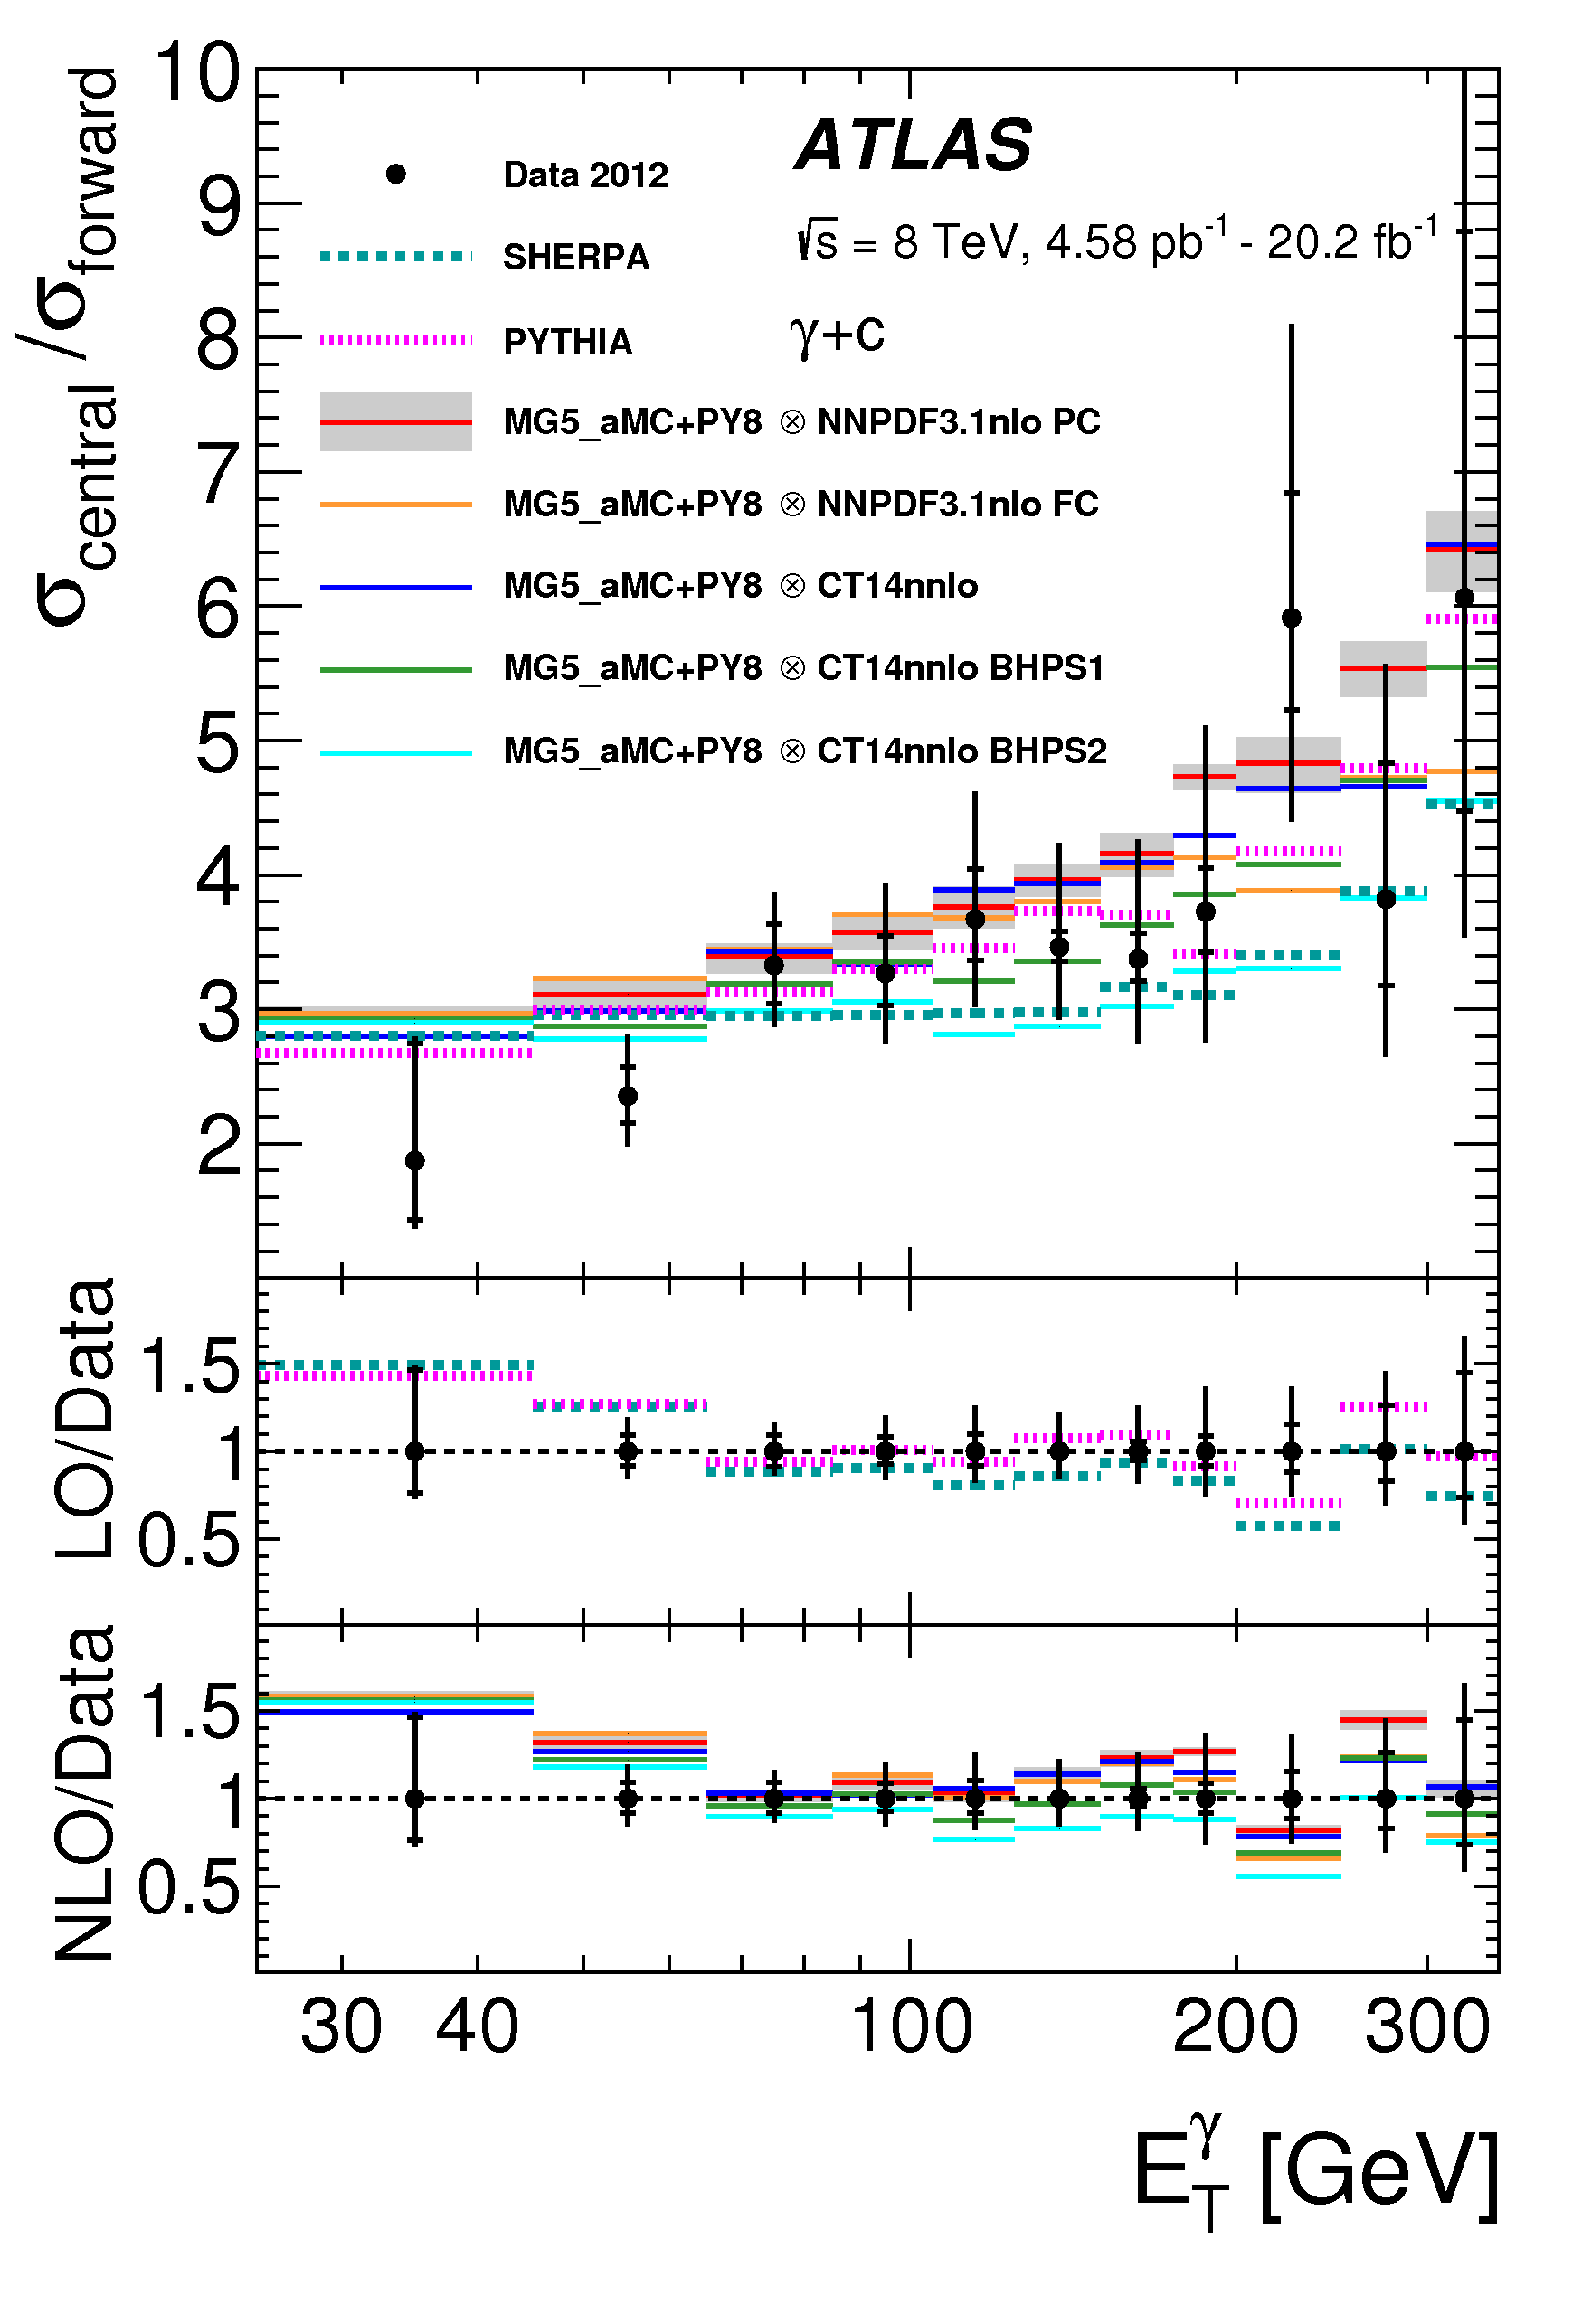 σcentral /σforward
10
9
8
7
6
5
4
3
2
ATLAS
√s = 8 TeV, 4.58 pb-1 - 20.2 fb-1
γ+c
Data 2012
SHERPA
PYTHIA
MG5_aMC+PY8 ⊗ NNPDF3.1nlo PC
MG5_aMC+PY8 ⊗ NNPDF3.1nlo FC
MG5_aMC+PY8 ⊗ CT14nnlo
MG5_aMC+PY8 ⊗ CT14nnlo BHPS1
MG5_aMC+PY8 ⊗ CT14nnlo BHPS2
LO/Data
1.5
1
0.5
NLO/Data
1.5
1
0.5
30 40 100 200 300
EγT [GeV]